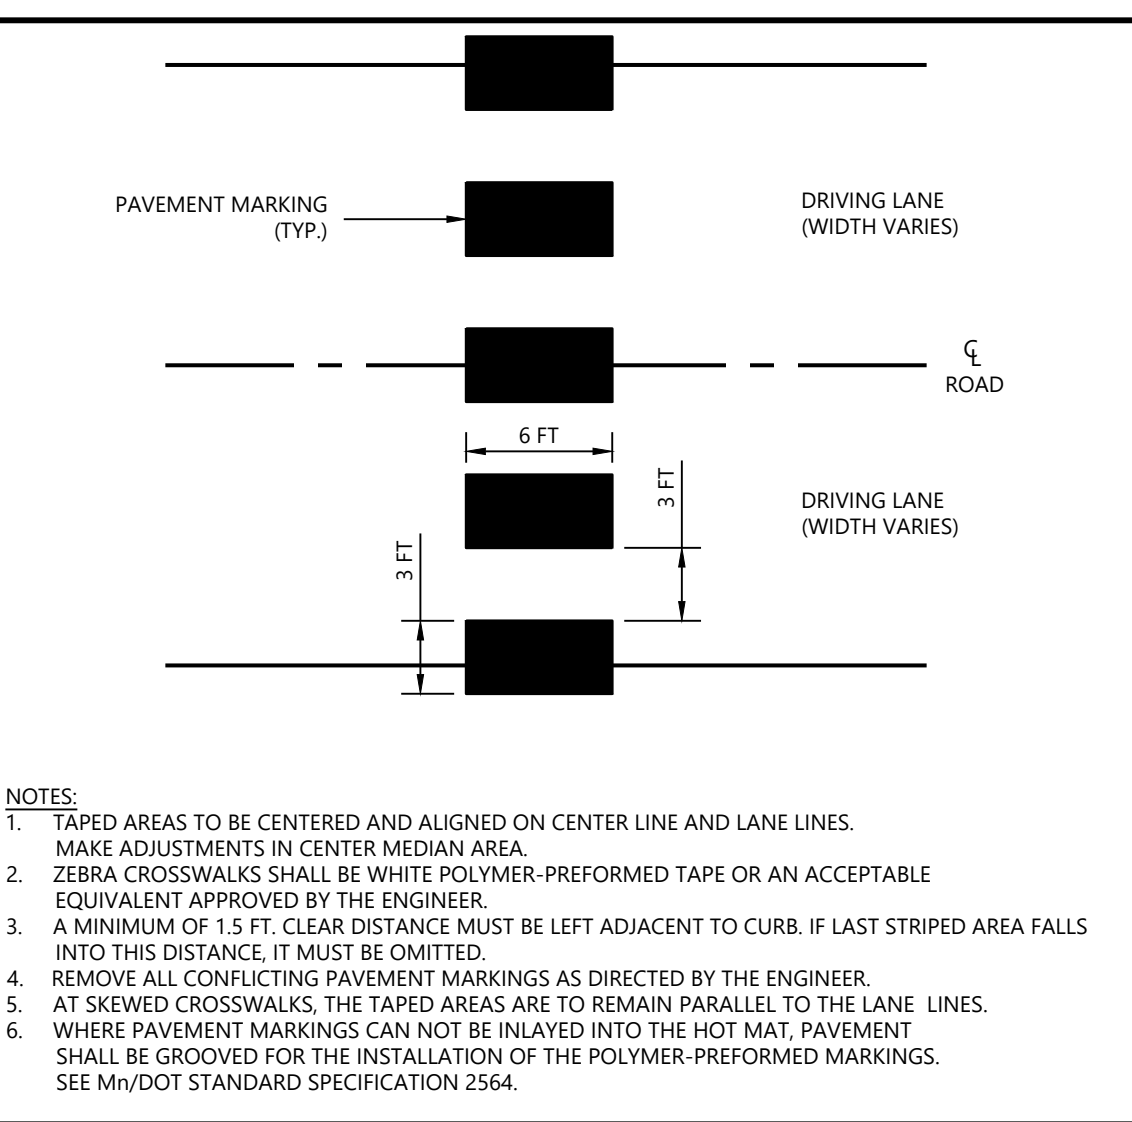 PAVEMENT MARKING
(TYP.)
DRIVING LANE
(WIDTH VARIES)
℄
ROAD
6 FT
3 FT
DRIVING LANE
(WIDTH VARIES)
3 FT
NOTES:
1. TAPED AREAS TO BE CENTERED AND ALIGNED ON CENTER LINE AND LANE LINES.
MAKE ADJUSTMENTS IN CENTER MEDIAN AREA.
2. ZEBRA CROSSWALKS SHALL BE WHITE POLYMER-PREFORMED TAPE OR AN ACCEPTABLE
EQUIVALENT APPROVED BY THE ENGINEER.
3. A MINIMUM OF 1.5 FT. CLEAR DISTANCE MUST BE LEFT ADJACENT TO CURB. IF LAST STRIPED AREA FALLS
INTO THIS DISTANCE, IT MUST BE OMITTED.
4. REMOVE ALL CONFLICTING PAVEMENT MARKINGS AS DIRECTED BY THE ENGINEER.
5. AT SKEWED CROSSWALKS, THE TAPED AREAS ARE TO REMAIN PARALLEL TO THE LANE LINES.
6. WHERE PAVEMENT MARKINGS CAN NOT BE INLAYED INTO THE HOT MAT, PAVEMENT
SHALL BE GROOVED FOR THE INSTALLATION OF THE POLYMER-PREFORMED MARKINGS.
SEE Mn/DOT STANDARD SPECIFICATION 2564.